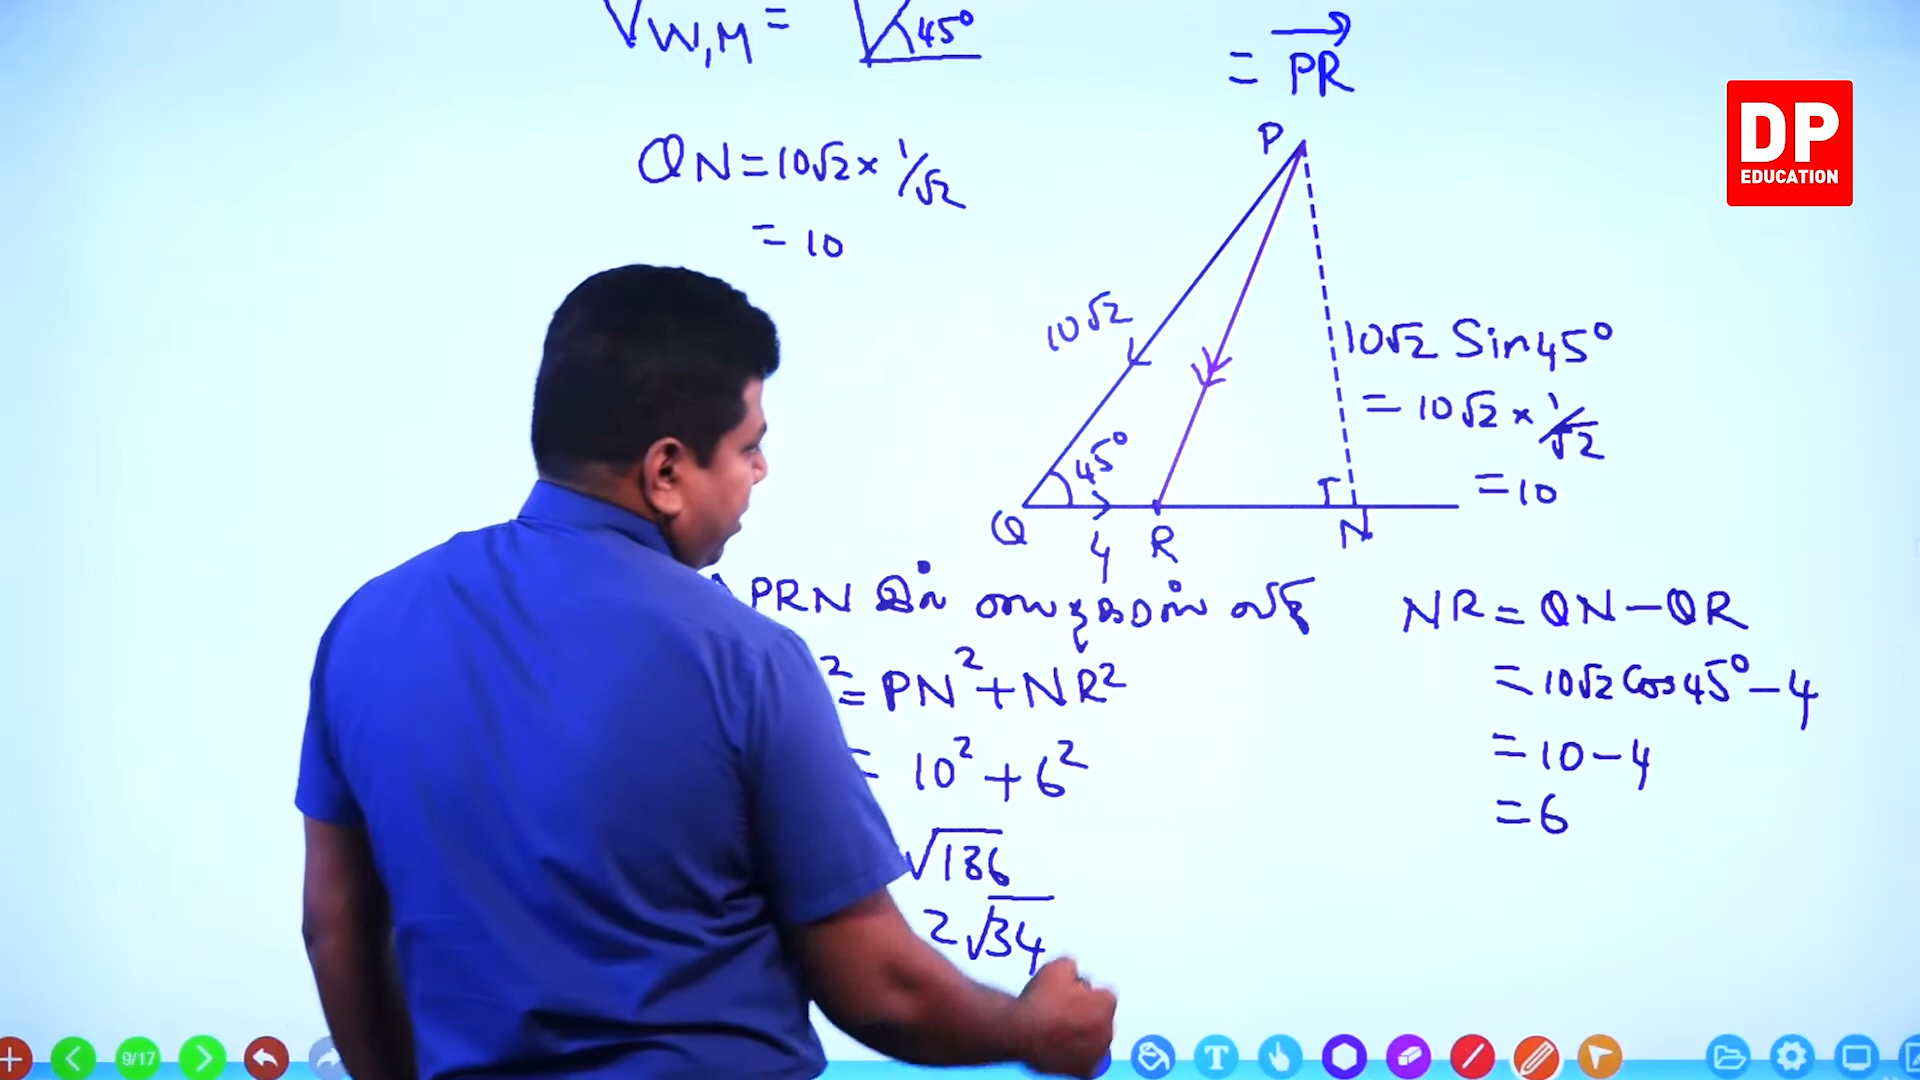 V W,M = 45°
= PR
P
DP
EDUCATION
QN = 10√2 × 1/√2
= 10
10√2
10√2 Sin45°
= 10√2 × 1/√2
= 10
45°
Q 4 R N
PRN இல்
NR = QN - QR
² = PN² + NR²
= 10√2 Cos45° - 4
= 10² + 6²
= 10 - 4
= 6
√136
2√34
9/17
T